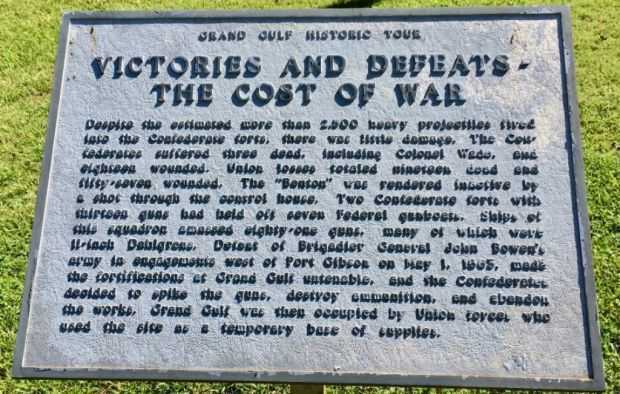 GRAND GULF HISTORIC TOUR
VICTORIES AND DEFEATS -
THE COST OF WAR
Despite the estimated more than 2,500 heavy projectiles fired
into the Confederate forts, there was little damage. The Con-
federates suffered three dead, including Colonel Wade, and
eighteen wounded. Union losses totaled nineteen dead and
fifty-seven wounded. The "Benton" was rendered inactive by
a shot through the control house. Two Confederate forts with
thirteen guns had held off seven Federal gunboats. Ships of
this squadron amassed eighty-one guns, many of which were
11-inch Dahlgrens. Defeat of Brigadier General John Bowen's
army in engagements west of Port Gibson on May 1, 1863, made
the fortifications at Grand Gulf untenable, and the Confederates
decided to spike the guns, destroy ammunition, and abandon
the works. Grand Gulf was then occupied by Union forces who
used the site as a temporary base of supplies.